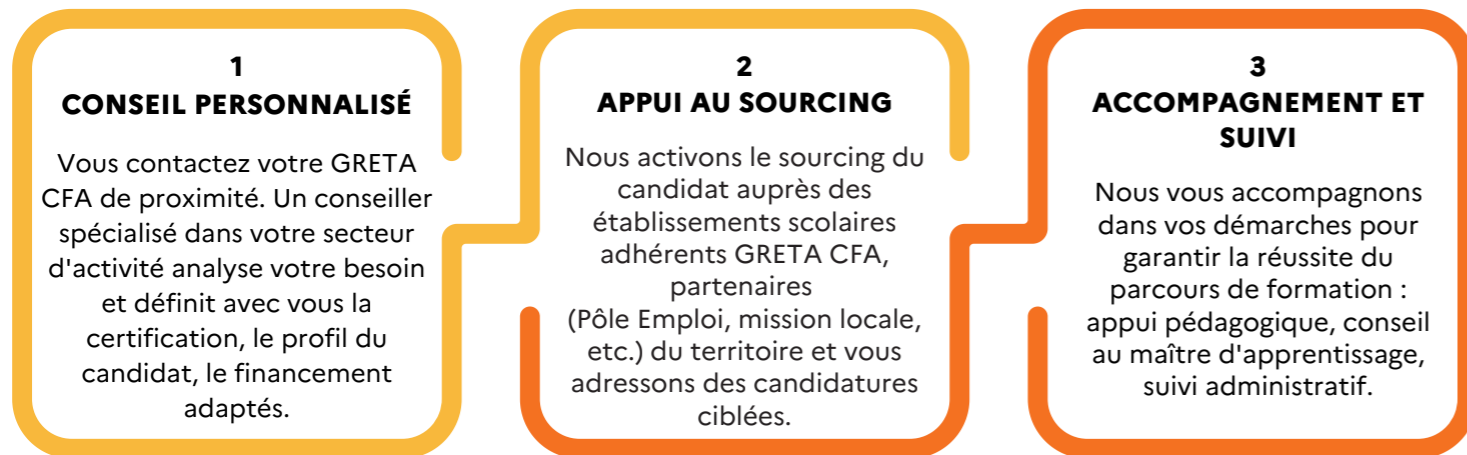 1
CONSEIL PERSONNALISÉ
Vous contactez votre GRETA
CFA de proximité. Un conseiller
spécialisé dans votre secteur
d'activité analyse votre besoin
et définit avec vous la
certification, le profil du
candidat, le financement
adaptés.
2
APPUI AU SOURCING
Nous activons le sourcing du
candidat auprès des
établissements scolaires
adhérents GRETA CFA,
partenaires
(Pôle Emploi, mission locale,
etc.) du territoire et vous
adressons des candidatures
ciblées.
3
ACCOMPAGNEMENT ET
SUIVI
Nous vous accompagnons
dans vos démarches pour
garantir la réussite du
parcours de formation :
appui pédagogique, conseil
au maître d'apprentissage,
suivi administratif.